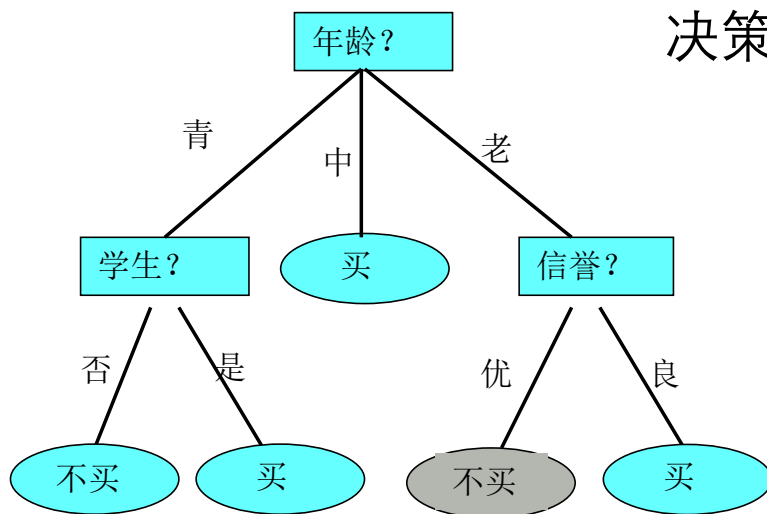 决策
年龄？
青
中
老
学生？
买
信誉？
否
是
优
良
不买
买
不买
买